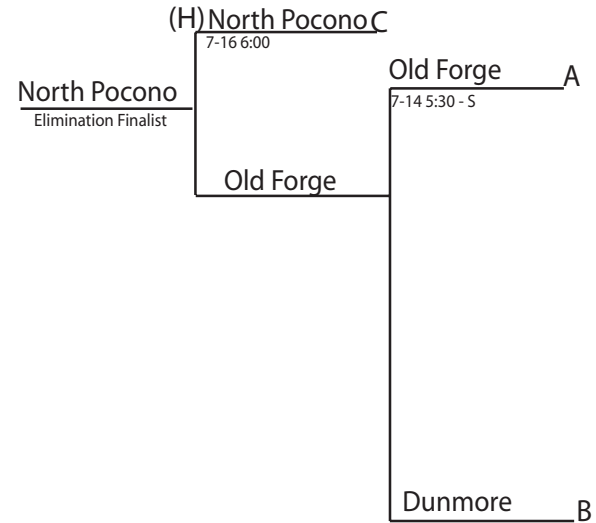 (H) North Pocono C
7-16 6:00
Old Forge A
7-14 5:30 - S
North Pocono
Elimination Finalist
Old Forge
Dunmore B